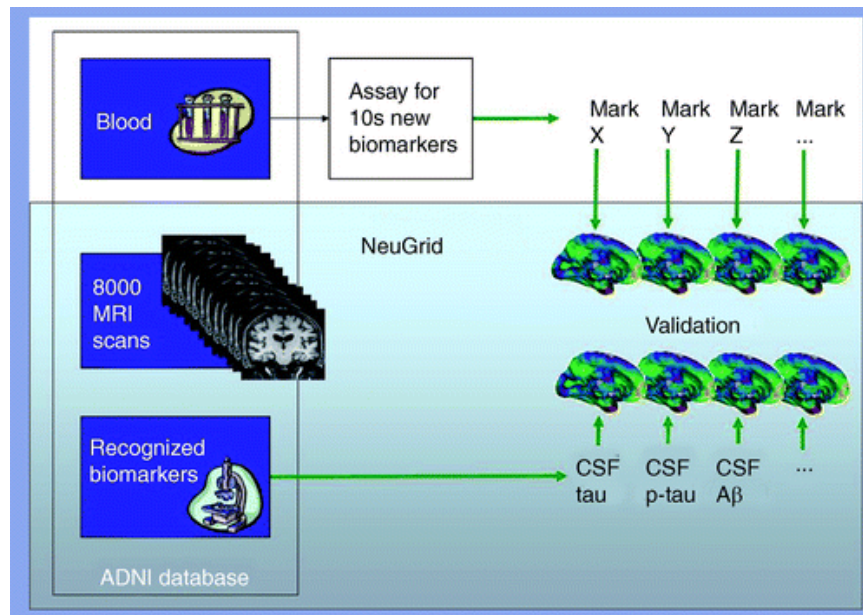 Blood
Assay for
10s new
biomarkers
Mark Mark Mark Mark
X Y Z ...
NeuGrid
8000
MRI
scans
Validation
Recognized
biomarkers
CSF CSF CSF ...
tau p-tau Aβ
ADNI database